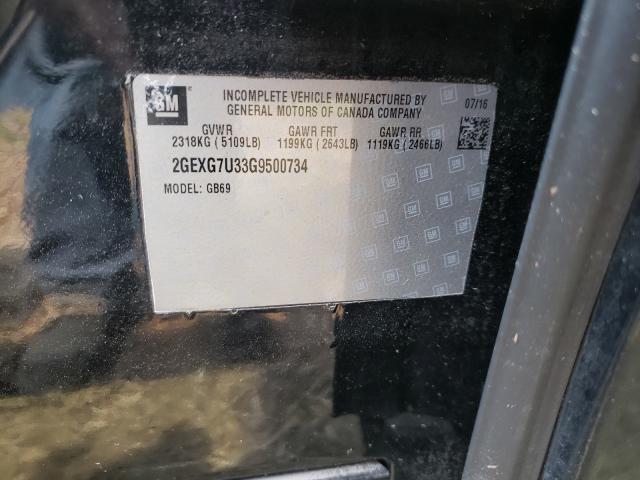 GM
INCOMPLETE VEHICLE MANUFACTURED BY
GENERAL MOTORS OF CANADA COMPANY
07/16
GVWR GAWR FRT GAWR RR
2318KG ( 5109LB) 1199KG ( 2643LB) 1119KG ( 2466LB)
2GEXG7U33G9500734
MODEL: GB69